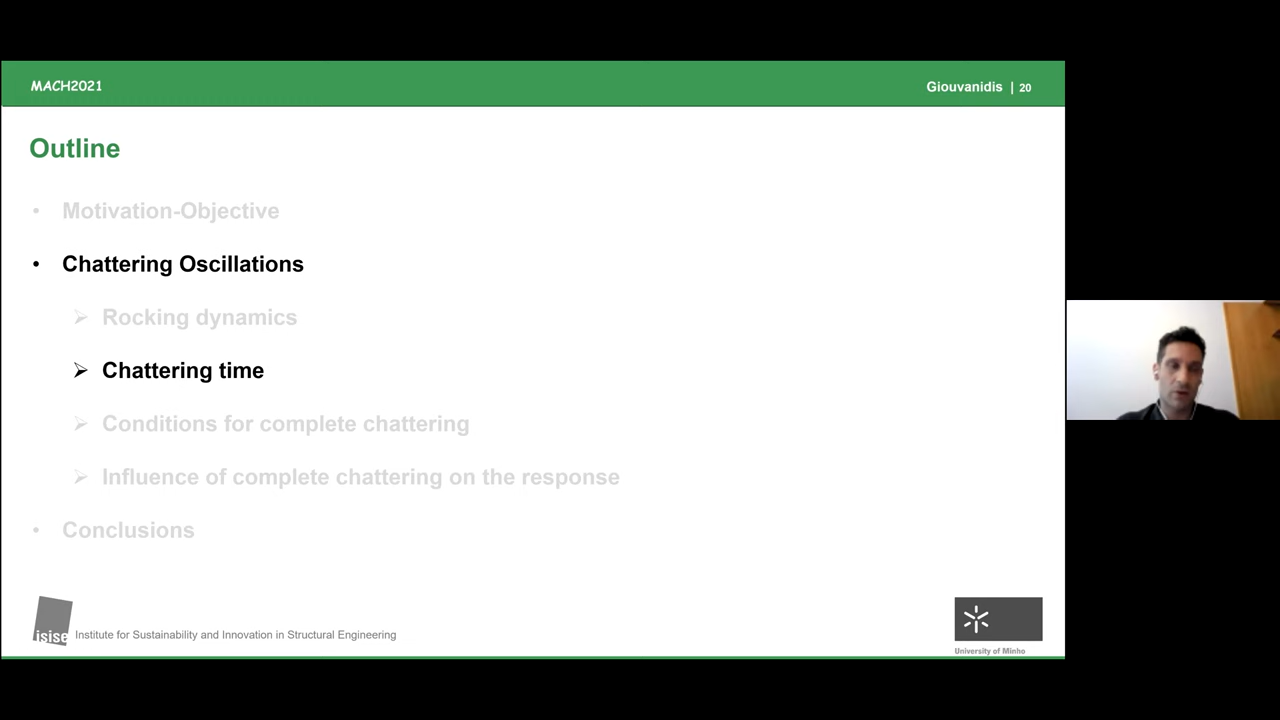 MACH2021
Giouvanidis | 20
Outline
• Motivation-Objective
• Chattering Oscillations
➢ Rocking dynamics
➢ Chattering time
➢ Conditions for complete chattering
➢ Influence of complete chattering on the response
• Conclusions
isise Institute for Sustainability and Innovation in Structural Engineering
University of Minho